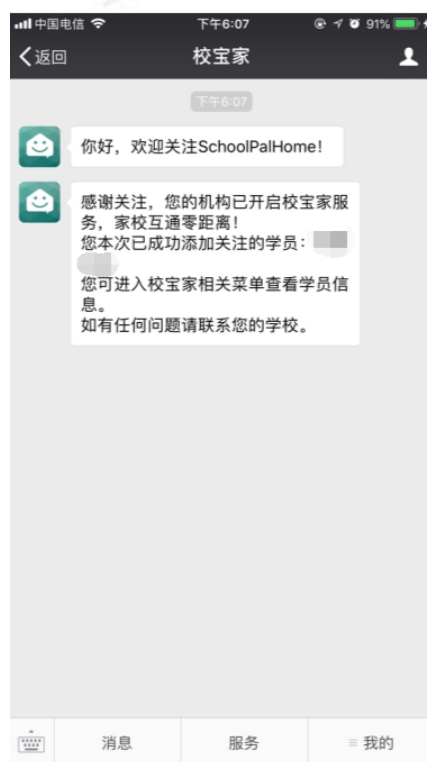 中国电信 下午6:07 91%
返回 校宝家
下午6:07
你好，欢迎关注SchoolPalHome!
感谢关注，您的机构已开启校宝家服
务，家校互通零距离！
您本次已成功添加关注的学员：
您可进入校宝家相关菜单查看学员信
息。
如有任何问题请联系您的学校。
消息 服务 我的